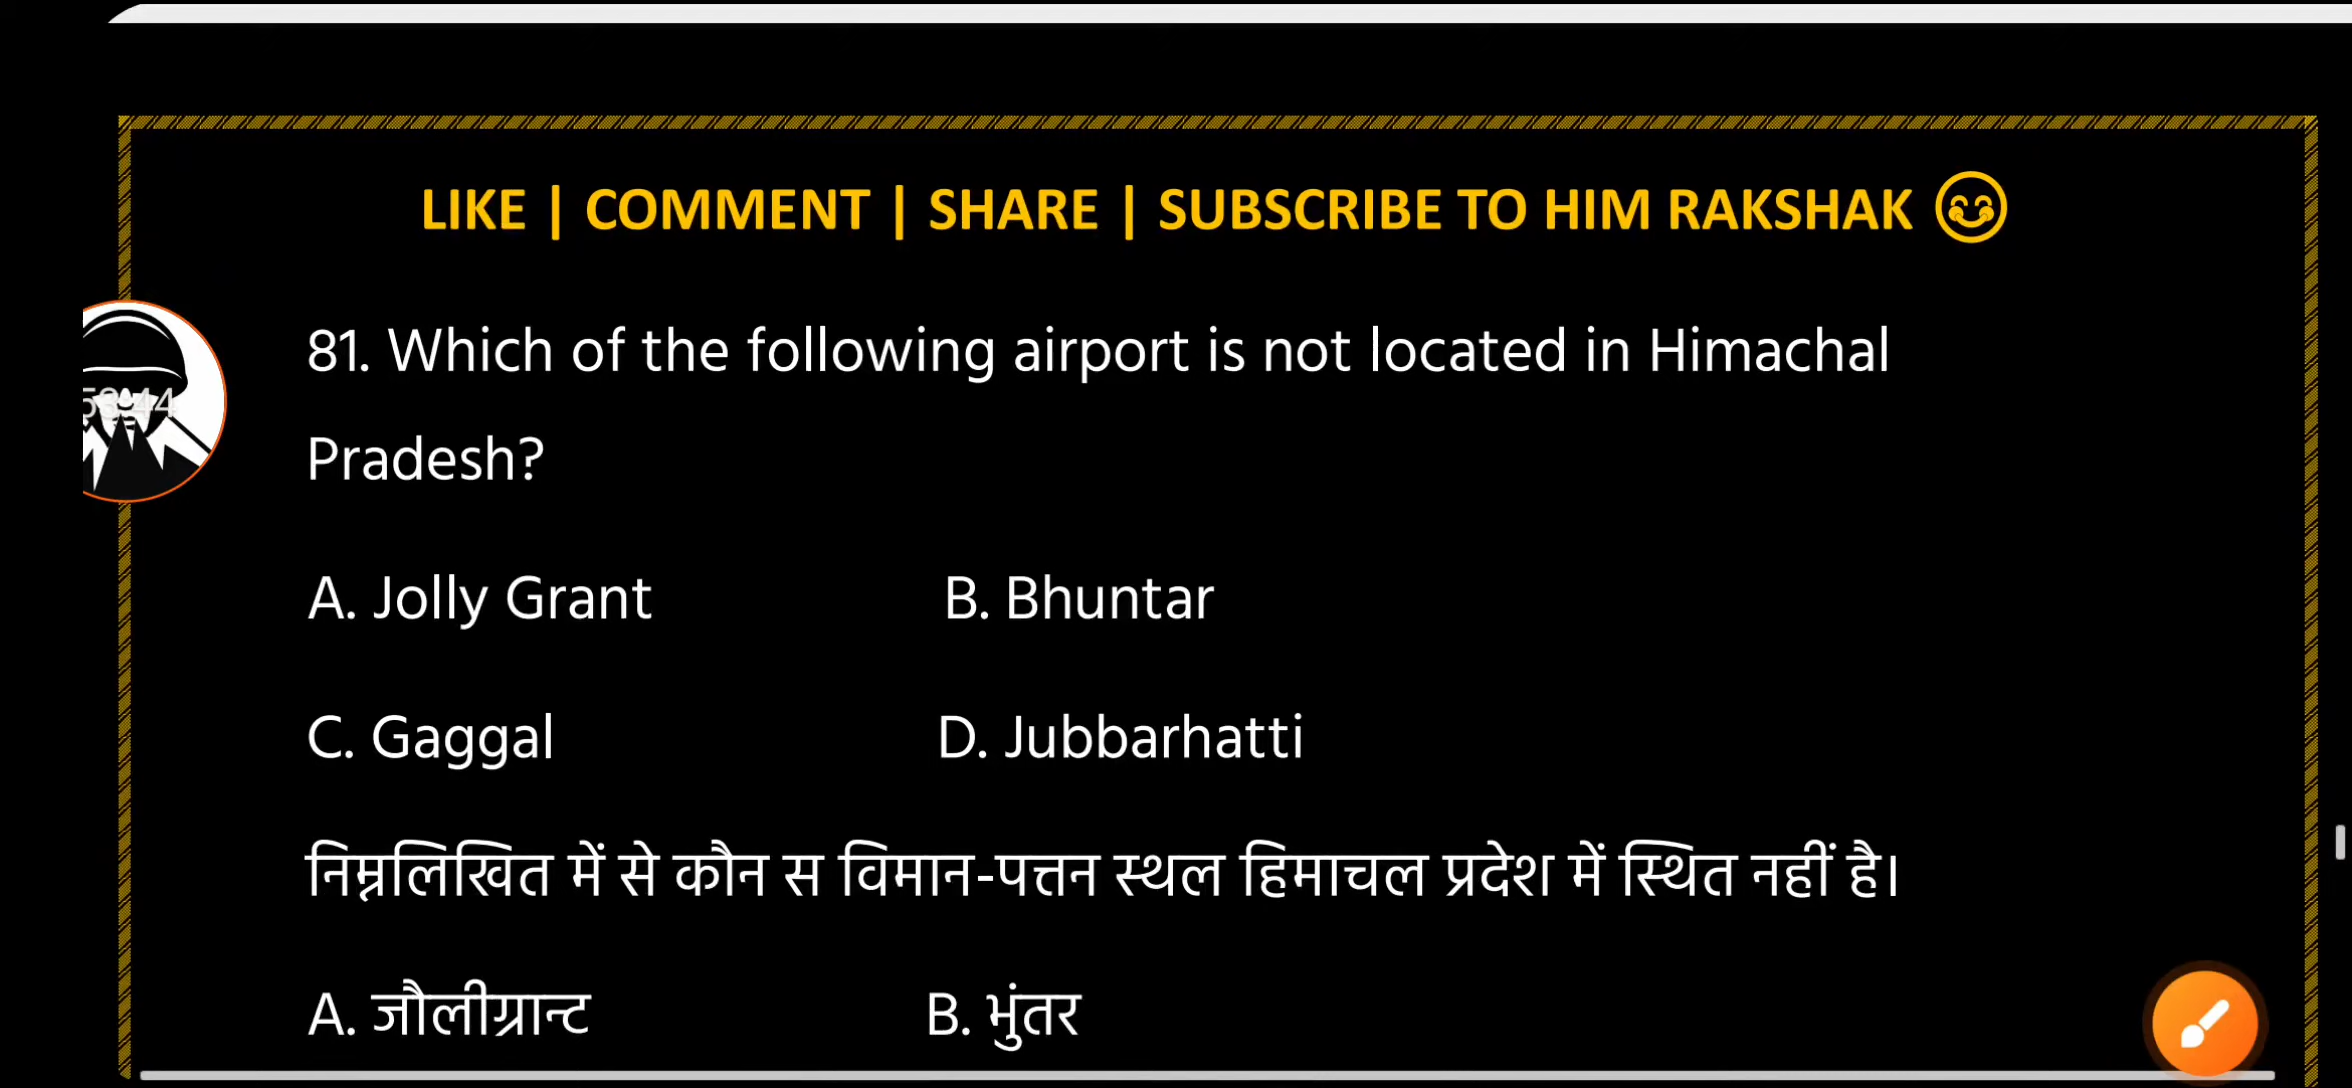 LIKE | COMMENT | SHARE | SUBSCRIBE TO HIM RAKSHAK
81. Which of the following airport is not located in Himachal
Pradesh?
A. Jolly Grant B. Bhuntar
C. Gaggal D. Jubbarhatti
निम्नलिखित में से कौन स विमान-पत्तन स्थल हिमाचल प्रदेश में स्थित नहीं है।
A. जौलीग्रान्ट B. भुंतर